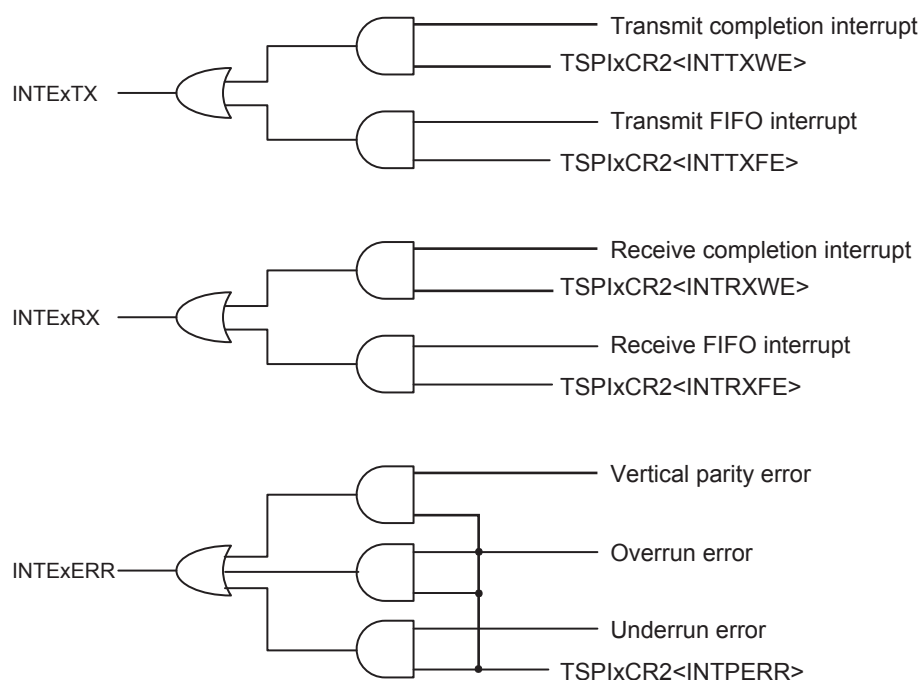 Transmit completion interrupt
TSPIxCR2<INTTXWE>
INTExTX
Transmit FIFO interrupt
TSPIxCR2<INTTXFE>
Receive completion interrupt
TSPIxCR2<INTRXWE>
INTExRX
Receive FIFO interrupt
TSPIxCR2<INTRXFE>
Vertical parity error
Overrun error
INTExERR
Underrun error
TSPIxCR2<INTPERR>